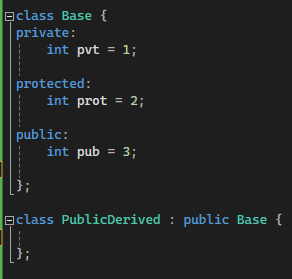 class Base {
private:
int pvt = 1;
protected:
int prot = 2;
public:
int pub = 3;
};
class PublicDerived : public Base {
};